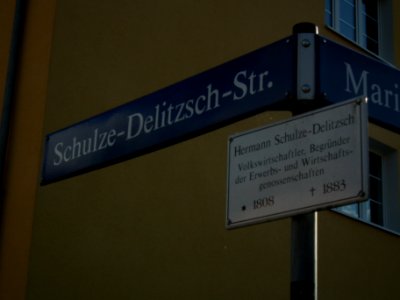 Schulze-Delitzsch-Str.
Mari
Hermann Schulze-Delitzsch
Volkswirtschaftler, Begründer
der Erwerbs- und Wirtschafts-
genossenschaften
* 1808 † 1883